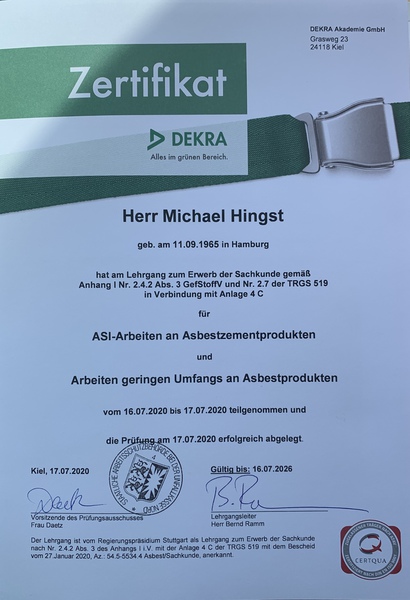 DEKRA Akademie GmbH
Grasweg 23
24118 Kiel
Zertifikat
DEKRA
Alles im grünen Bereich.
Herr Michael Hingst
geb. am 11.09.1965 in Hamburg
hat am Lehrgang zum Erwerb der Sachkunde gemäß
Anhang I Nr. 2.4.2 Abs. 3 GefStoffV und Nr. 2.7 der TRGS 519
in Verbindung mit Anlage 4 C
für
ASI-Arbeiten an Asbestzementprodukten
und
Arbeiten geringen Umfangs an Asbestprodukten
vom 16.07.2020 bis 17.07.2020 teilgenommen und
die Prüfung am 17.07.2020 erfolgreich abgelegt.
Kiel, 17.07.2020
Gültig bis: 16.07.2026
STAATLICHE ARBEITSSCHUTZBEHÖRDE BEI DER UNFALLKASSE NORD
Vorsitzende des Prüfungsausschusses
Frau Daetz
Lehrgangsleiter
Herr Bernd Ramm
Der Lehrgang ist vom Regierungspräsidium Stuttgart als Lehrgang zum Erwerb der Sachkunde
nach Nr. 2.4.2 Abs. 3 des Anhangs I i.V. mit der Anlage 4 C der TRGS 519 mit dem Bescheid
vom 27.Januar 2020, Az.: 54.5-5534.4 Asbest/Sachkunde, anerkannt.
CERTQUA